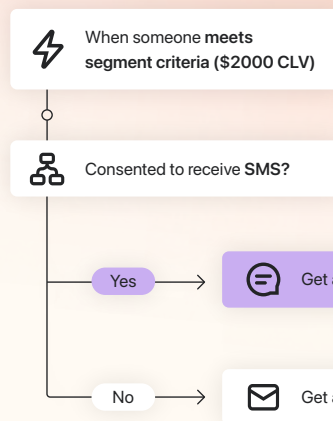 When someone meets
segment criteria ($2000 CLV)
Consented to receive SMS?
Yes
Get a
No
Get a